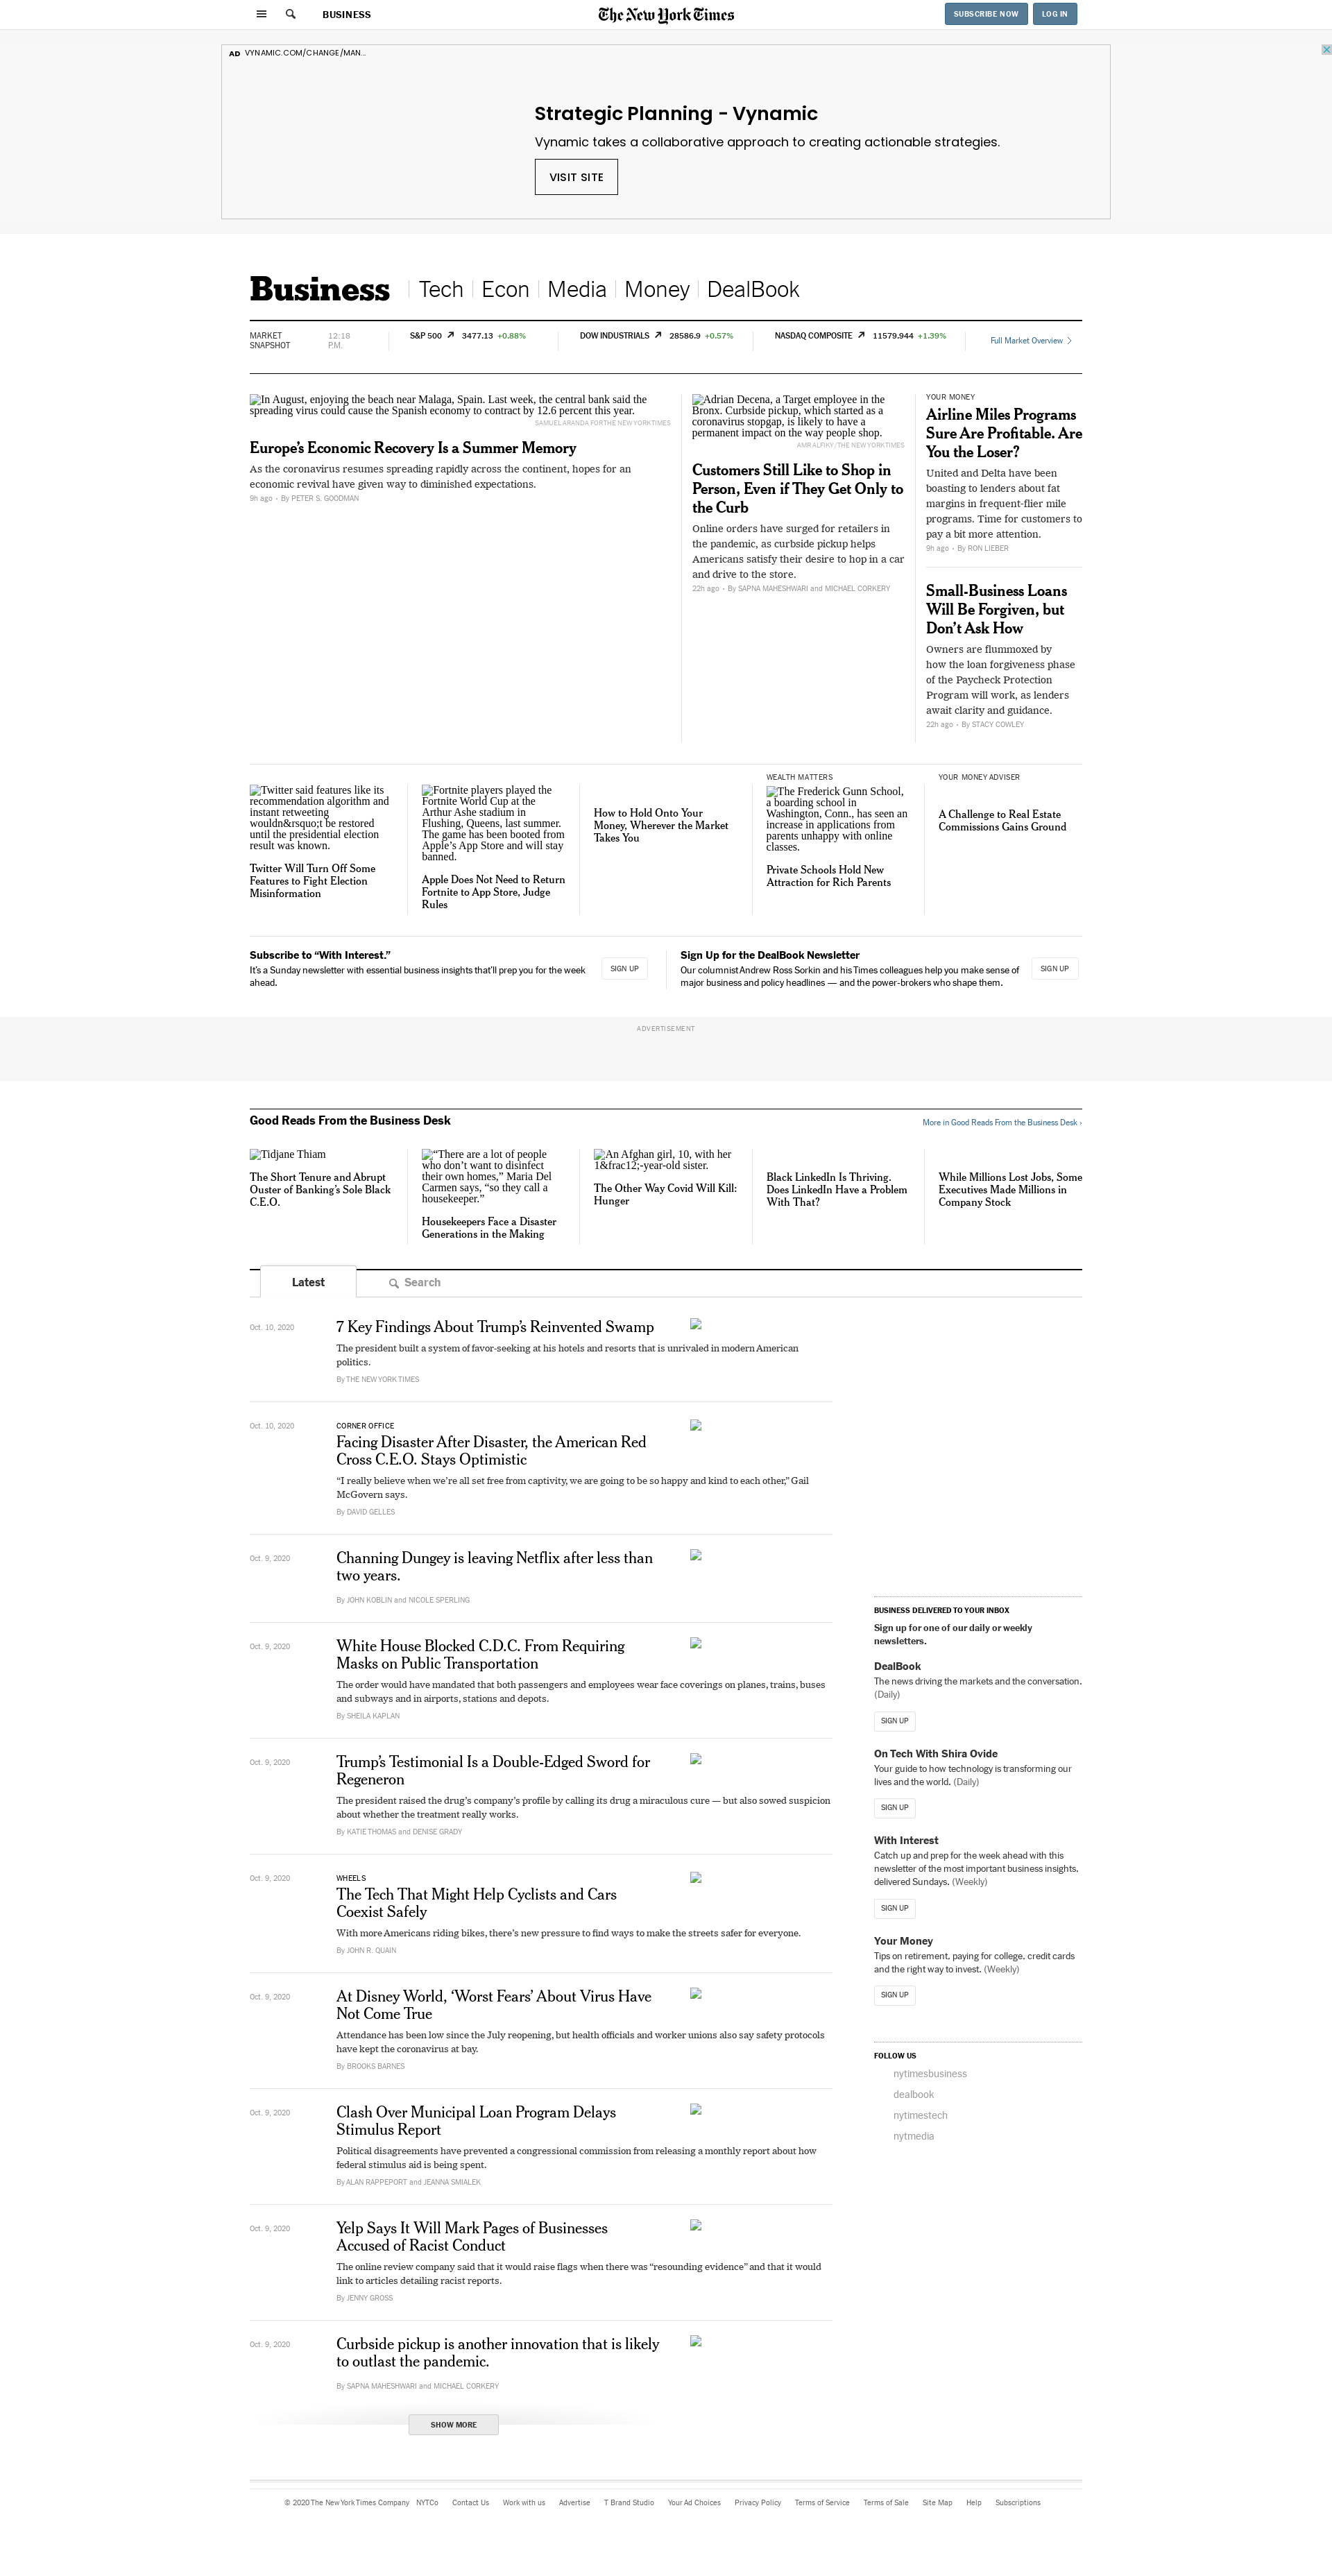 BUSINESS
The New York Times
SUBSCRIBE NOW
LOG IN
AD VYNAMIC.COM/CHANGE/MAN...
Strategic Planning - Vynamic
Vynamic takes a collaborative approach to creating actionable strategies.
VISIT SITE
Business
Tech
Econ
Media
Money
DealBook
MARKET
SNAPSHOT
12:18
P.M.
S&P 500 3477.13 +0.88%
DOW INDUSTRIALS 28586.9 +0.57%
NASDAQ COMPOSITE 11579.944 +1.39%
Full Market Overview
In August, enjoying the beach near Malaga, Spain. Last week, the central bank said the
spreading virus could cause the Spanish economy to contract by 12.6 percent this year.
SAMUEL ARANDA FOR THE NEW YORK TIMES
Europe’s Economic Recovery Is a Summer Memory
As the coronavirus resumes spreading rapidly across the continent, hopes for an
economic revival have given way to diminished expectations.
9h ago • By PETER S. GOODMAN
Adrian Decena, a Target employee in the
Bronx. Curbside pickup, which started as a
coronavirus stopgap, is likely to have a
permanent impact on the way people shop.
AMR ALFIKY/THE NEW YORK TIMES
Customers Still Like to Shop in
Person, Even if They Get Only to
the Curb
Online orders have surged for retailers in
the pandemic, as curbside pickup helps
Americans satisfy their desire to hop in a car
and drive to the store.
22h ago • By SAPNA MAHESHWARI and MICHAEL CORKERY
YOUR MONEY
Airline Miles Programs
Sure Are Profitable. Are
You the Loser?
United and Delta have been
boasting to lenders about fat
margins in frequent-flier mile
programs. Time for customers to
pay a bit more attention.
9h ago • By RON LIEBER
Small-Business Loans
Will Be Forgiven, but
Don’t Ask How
Owners are flummoxed by
how the loan forgiveness phase
of the Paycheck Protection
Program will work, as lenders
await clarity and guidance.
22h ago • By STACY COWLEY
Twitter said features like its
recommendation algorithm and
instant retweeting
wouldn&rsquo;t be restored
until the presidential election
result was known.
Twitter Will Turn Off Some
Features to Fight Election
Misinformation
Fortnite players played the
Fortnite World Cup at the
Arthur Ashe stadium in
Flushing, Queens, last summer.
The game has been booted from
Apple’s App Store and will stay
banned.
Apple Does Not Need to Return
Fortnite to App Store, Judge
Rules
How to Hold Onto Your
Money, Wherever the Market
Takes You
WEALTH MATTERS
The Frederick Gunn School,
a boarding school in
Washington, Conn., has seen an
increase in applications from
parents unhappy with online
classes.
Private Schools Hold New
Attraction for Rich Parents
YOUR MONEY ADVISER
A Challenge to Real Estate
Commissions Gains Ground
Subscribe to “With Interest.”
It’s a Sunday newsletter with essential business insights that’ll prep you for the week
ahead.
SIGN UP
Sign Up for the DealBook Newsletter
Our columnist Andrew Ross Sorkin and his Times colleagues help you make sense of
major business and policy headlines — and the power-brokers who shape them.
SIGN UP
ADVERTISEMENT
Good Reads From the Business Desk
More in Good Reads From the Business Desk ›
Tidjane Thiam
The Short Tenure and Abrupt
Ouster of Banking’s Sole Black
C.E.O.
“There are a lot of people
who don’t want to disinfect
their own homes,” Maria Del
Carmen says, “so they call a
housekeeper.”
Housekeepers Face a Disaster
Generations in the Making
An Afghan girl, 10, with her
1&frac12;-year-old sister.
The Other Way Covid Will Kill:
Hunger
Black LinkedIn Is Thriving.
Does LinkedIn Have a Problem
With That?
While Millions Lost Jobs, Some
Executives Made Millions in
Company Stock
Latest
Search
Oct. 10, 2020
7 Key Findings About Trump’s Reinvented Swamp
The president built a system of favor-seeking at his hotels and resorts that is unrivaled in modern American
politics.
By THE NEW YORK TIMES
Oct. 10, 2020
CORNER OFFICE
Facing Disaster After Disaster, the American Red
Cross C.E.O. Stays Optimistic
“I really believe when we’re all set free from captivity, we are going to be so happy and kind to each other,” Gail
McGovern says.
By DAVID GELLES
Oct. 9, 2020
Channing Dungey is leaving Netflix after less than
two years.
By JOHN KOBLIN and NICOLE SPERLING
Oct. 9, 2020
White House Blocked C.D.C. From Requiring
Masks on Public Transportation
The order would have mandated that both passengers and employees wear face coverings on planes, trains, buses
and subways and in airports, stations and depots.
By SHEILA KAPLAN
Oct. 9, 2020
Trump’s Testimonial Is a Double-Edged Sword for
Regeneron
The president raised the drug’s company’s profile by calling its drug a miraculous cure — but also sowed suspicion
about whether the treatment really works.
By KATIE THOMAS and DENISE GRADY
Oct. 9, 2020
WHEELS
The Tech That Might Help Cyclists and Cars
Coexist Safely
With more Americans riding bikes, there’s new pressure to find ways to make the streets safer for everyone.
By JOHN R. QUAIN
Oct. 9, 2020
At Disney World, ‘Worst Fears’ About Virus Have
Not Come True
Attendance has been low since the July reopening, but health officials and worker unions also say safety protocols
have kept the coronavirus at bay.
By BROOKS BARNES
Oct. 9, 2020
Clash Over Municipal Loan Program Delays
Stimulus Report
Political disagreements have prevented a congressional commission from releasing a monthly report about how
federal stimulus aid is being spent.
By ALAN RAPPEPORT and JEANNA SMIALEK
Oct. 9, 2020
Yelp Says It Will Mark Pages of Businesses
Accused of Racist Conduct
The online review company said that it would raise flags when there was “resounding evidence” and that it would
link to articles detailing racist reports.
By JENNY GROSS
Oct. 9, 2020
Curbside pickup is another innovation that is likely
to outlast the pandemic.
By SAPNA MAHESHWARI and MICHAEL CORKERY
SHOW MORE
BUSINESS DELIVERED TO YOUR INBOX
Sign up for one of our daily or weekly
newsletters.
DealBook
The news driving the markets and the conversation.
(Daily)
SIGN UP
On Tech With Shira Ovide
Your guide to how technology is transforming our
lives and the world. (Daily)
SIGN UP
With Interest
Catch up and prep for the week ahead with this
newsletter of the most important business insights,
delivered Sundays. (Weekly)
SIGN UP
Your Money
Tips on retirement, paying for college, credit cards
and the right way to invest. (Weekly)
SIGN UP
FOLLOW US
nytimesbusiness
dealbook
nytimestech
nytmedia
© 2020 The New York Times Company NYTCo Contact Us Work with us Advertise T Brand Studio Your Ad Choices Privacy Policy Terms of Service Terms of Sale Site Map Help Subscriptions